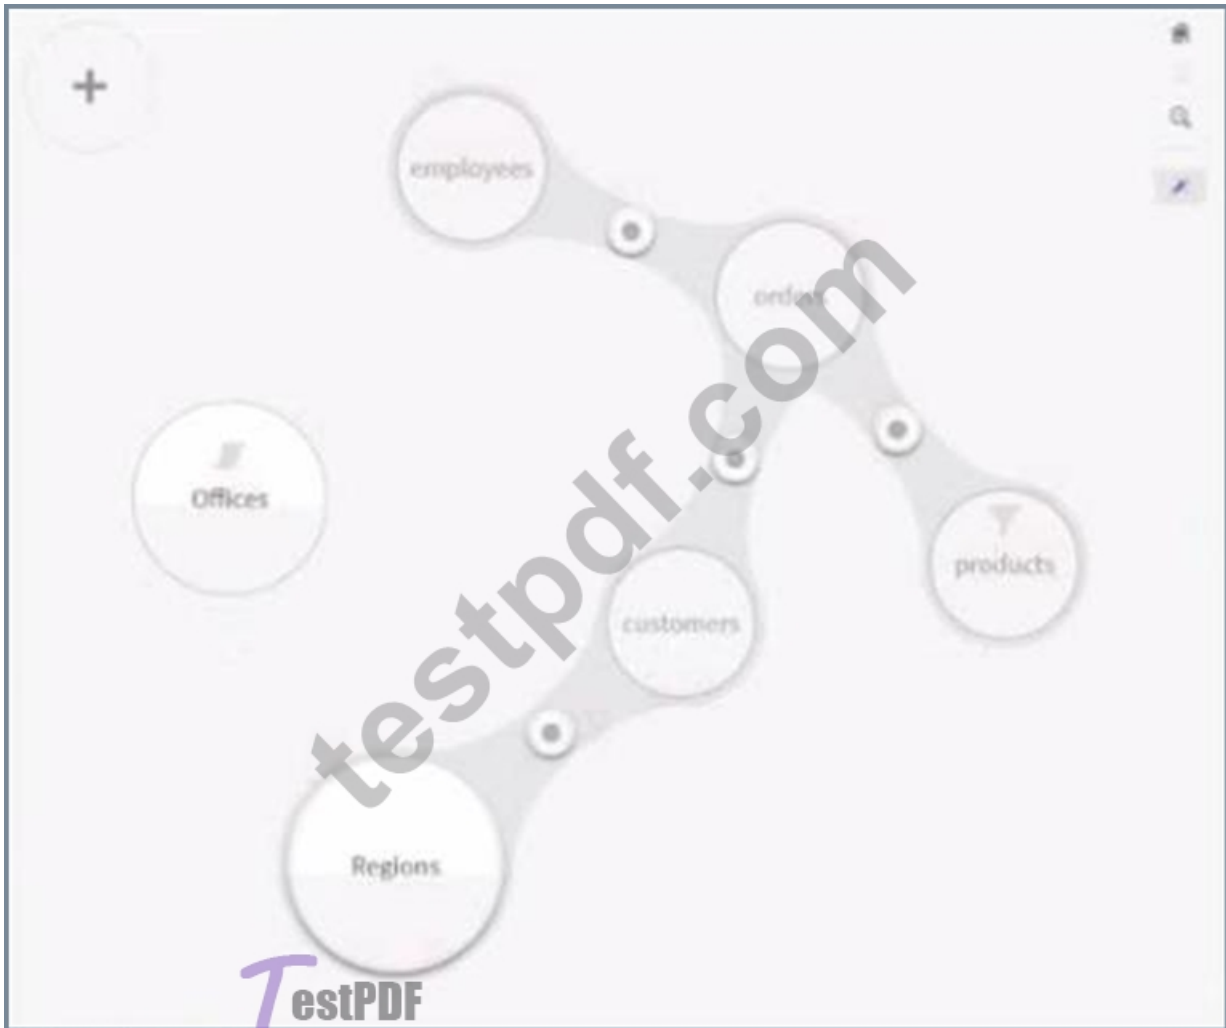 +
employees
orders
Offices
products
customers
Regions
testpdf.com
TestPDF